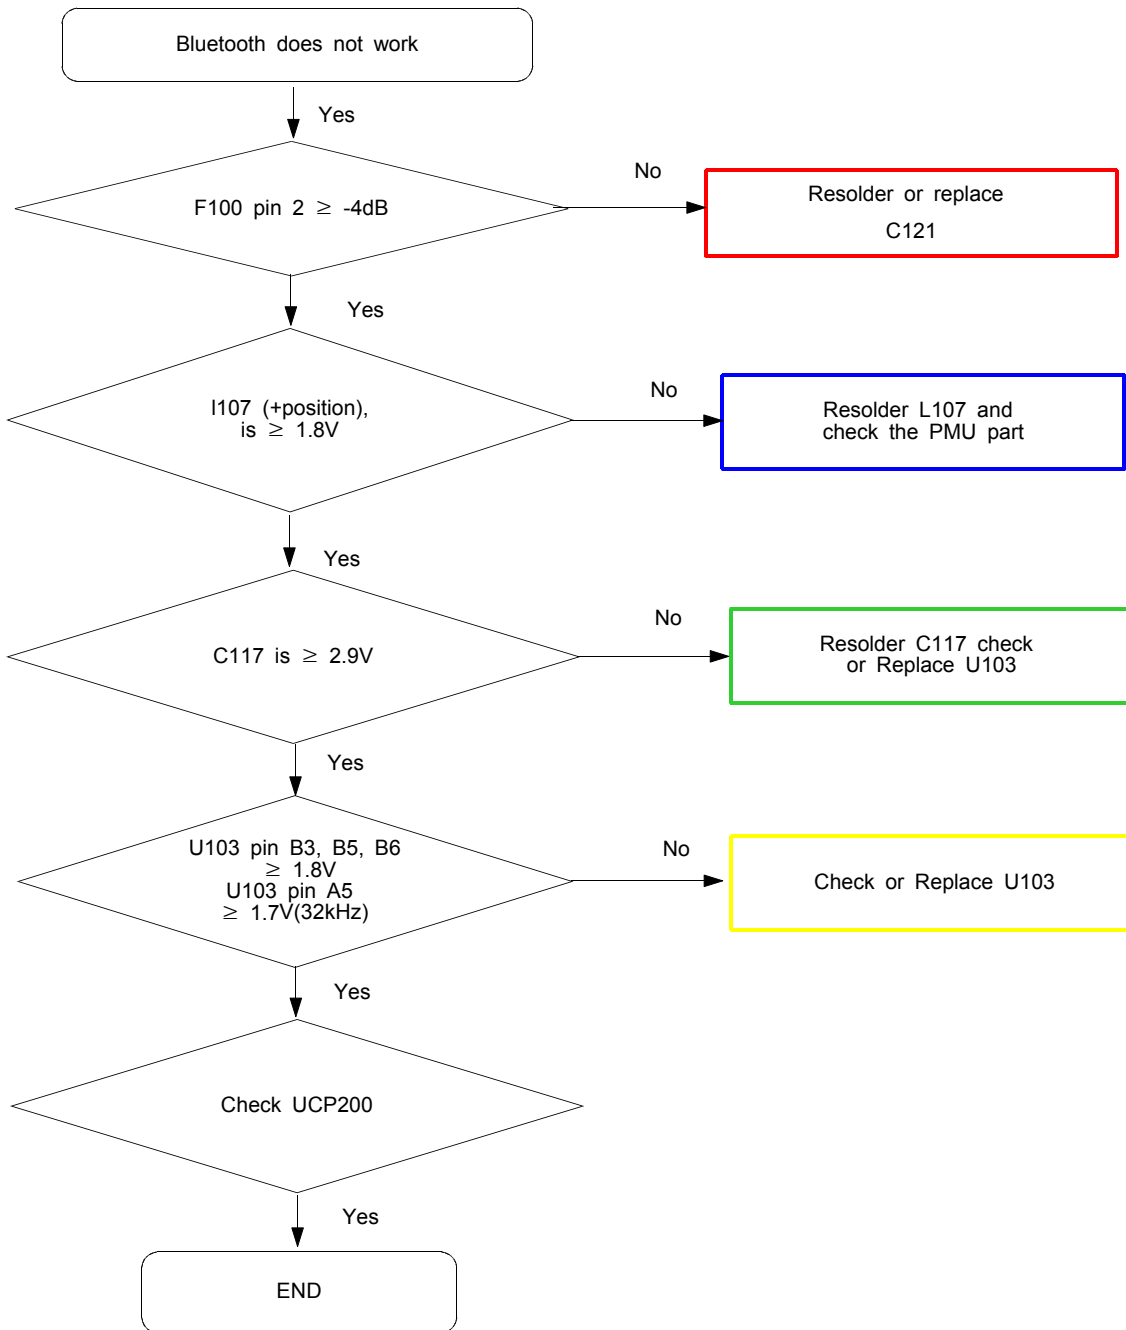 Bluetooth does not work
Yes
F100 pin 2 ≥ -4dB
No
Resolder or replace
C121
Yes
I107 (+position),
is ≥ 1.8V
No
Resolder L107 and
check the PMU part
Yes
C117 is ≥ 2.9V
No
Resolder C117 check
or Replace U103
Yes
U103 pin B3, B5, B6
≥ 1.8V
U103 pin A5
≥ 1.7V(32kHz)
No
Check or Replace U103
Yes
Check UCP200
Yes
END